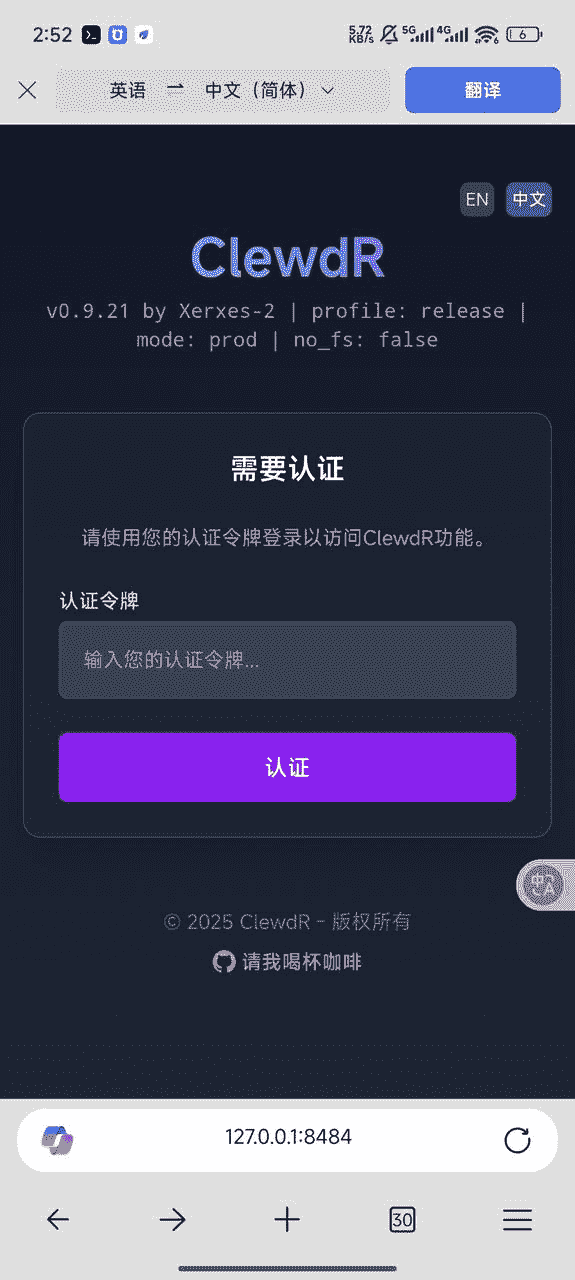 2:52 5.72 KB/s 5G 4G 6 6
英语 中文（简体） 翻译
EN 中文
ClewdR
v0.9.21 by Xerxes-2 | profile: release |
mode: prod | no_fs: false
需要认证
请使用您的认证令牌登录以访问ClewdR功能。
认证令牌
输入您的认证令牌...
认证
中A
© 2025 ClewdR - 版权所有
请我喝杯咖啡
127.0.0.1:8484
30